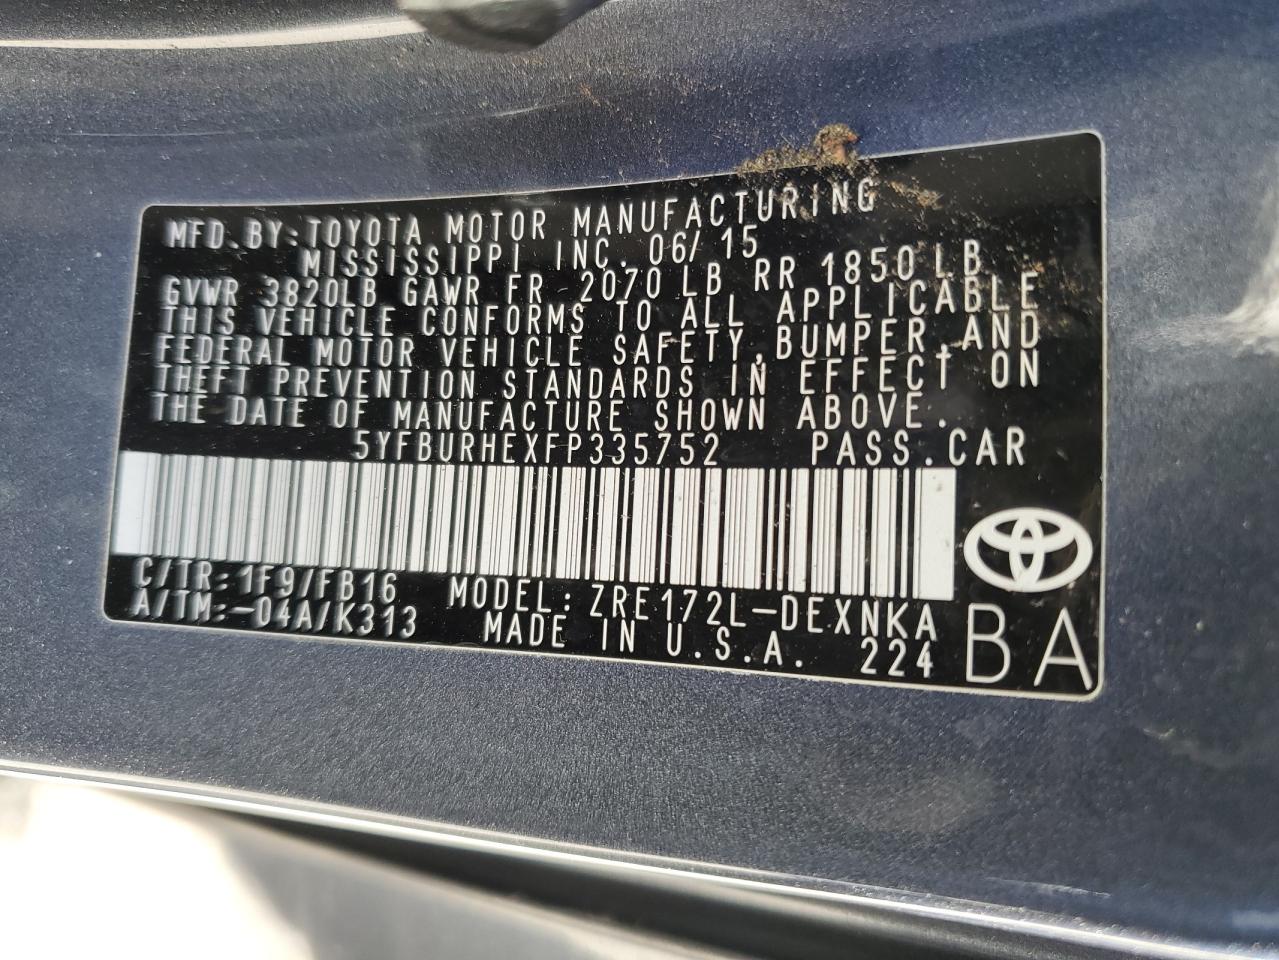 MFD.BY:TOYOTA MOTOR MANUFACTURING
MISSISSIPPI INC. 06/15
GVWR 3820LB GAWR FR 2070 LB RR 1850 LB
THIS VEHICLE CONFORMS TO ALL APPLICABLE
FEDERAL MOTOR VEHICLE SAFETY,BUMPER,AND
THEFT PREVENTION STANDARDS IN EFFECT ON
THE DATE OF MANUFACTURE SHOWN ABOVE.
5YFBURHEXFP335752 PASS.CAR
C/TR:1F9/FB16 MODEL:ZRE172L-DEXNKA
A/TM:-04A/K313 MADE IN U.S.A. 224
BA